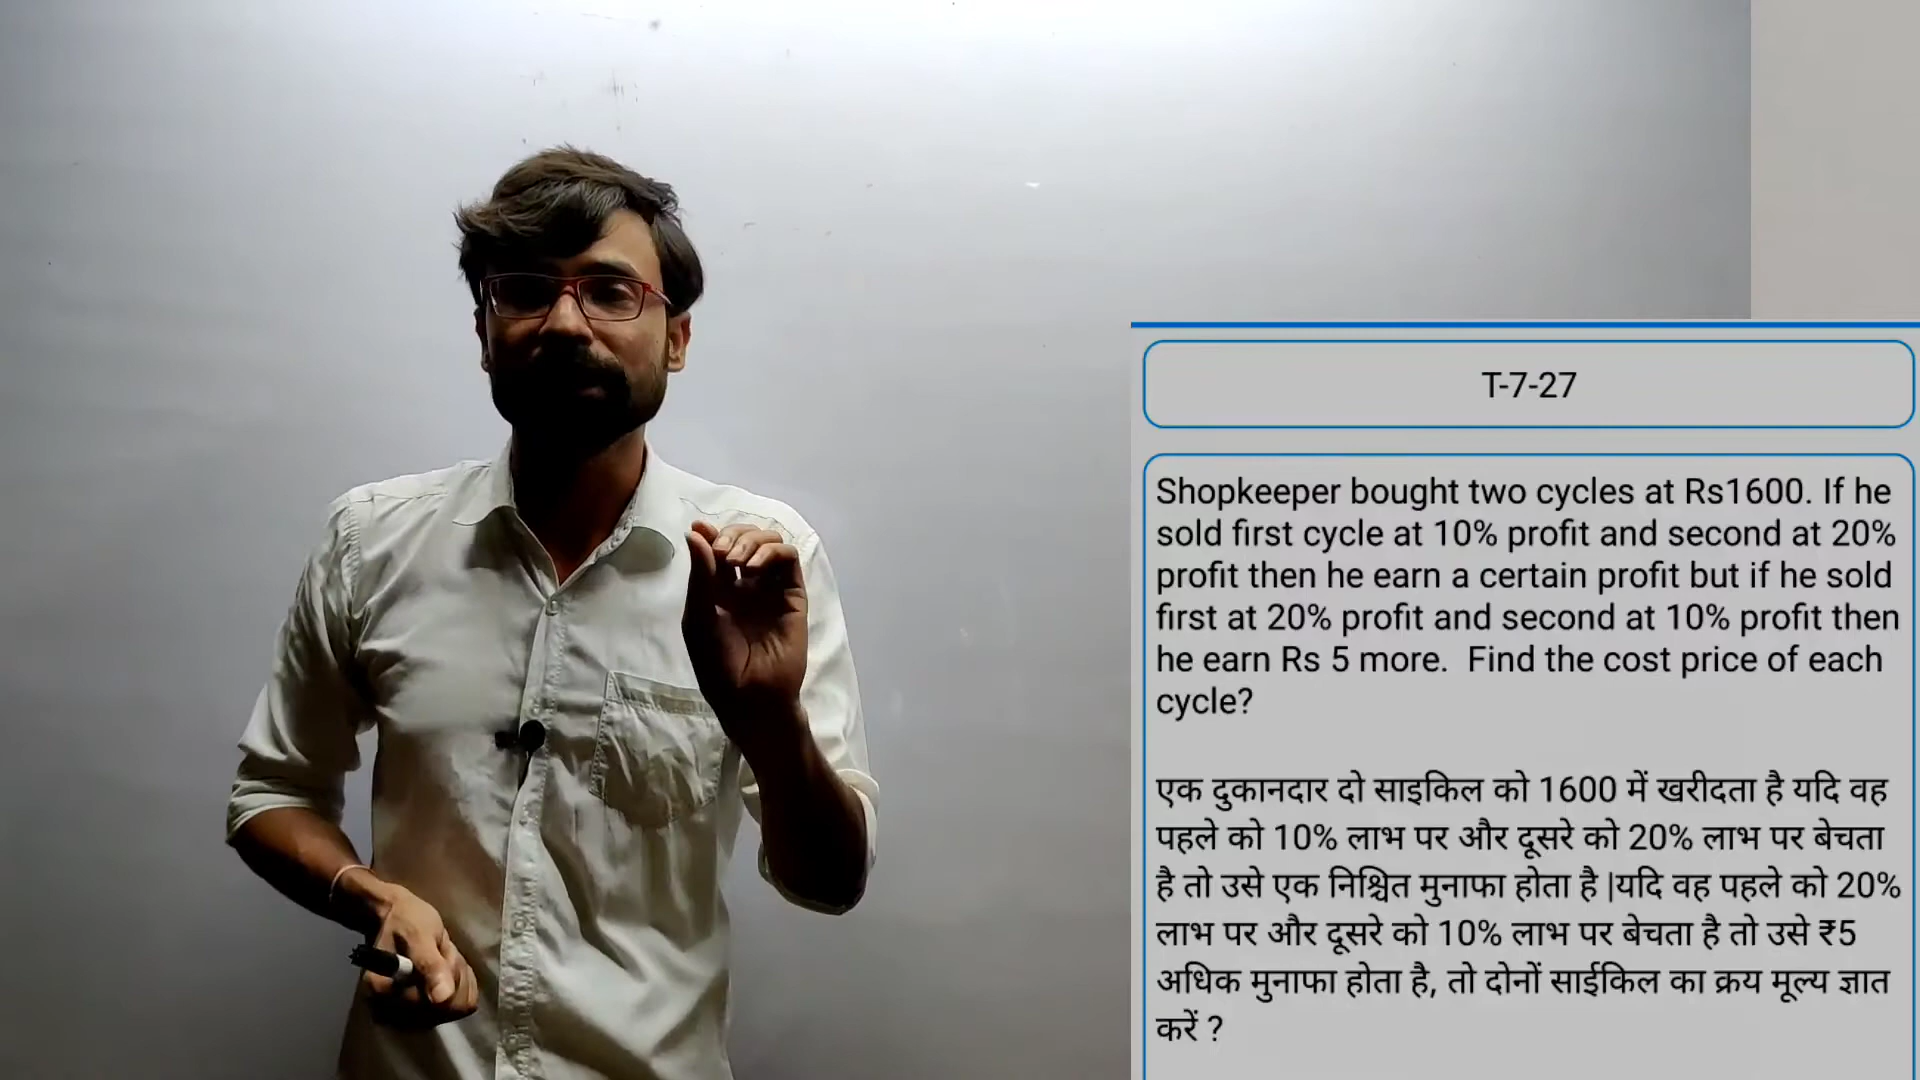 T-7-27
Shopkeeper bought two cycles at Rs1600. If he
sold first cycle at 10% profit and second at 20%
profit then he earn a certain profit but if he sold
first at 20% profit and second at 10% profit then
he earn Rs 5 more.  Find the cost price of each
cycle?
एक दुकानदार दो साइकिल को 1600 में खरीदता है यदि वह
पहले को 10% लाभ पर और दूसरे को 20% लाभ पर बेचता
है तो उसे एक निश्चित मुनाफा होता है |यदि वह पहले को 20%
लाभ पर और दूसरे को 10% लाभ पर बेचता है तो उसे ₹5
अधिक मुनाफा होता है, तो दोनों साईकिल का क्रय मूल्य ज्ञात
करें ?